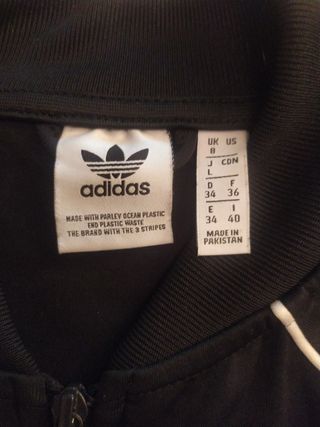 adidas
MADE WITH PARLEY OCEAN PLASTIC
END PLASTIC WASTE
THE BRAND WITH THE 3 STRIPES
UK US
8
J CDN
L
D F
34 36
E I
34 40
MADE IN
PAKISTAN